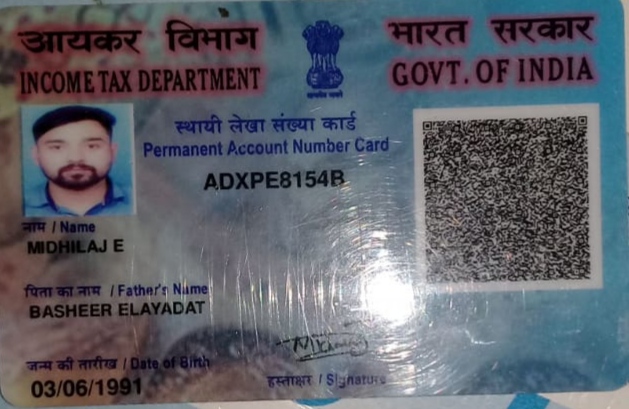 आयकर विभाग
INCOME TAX DEPARTMENT
भारत सरकार
GOVT. OF INDIA
सत्यमेव जयते
स्थायी लेखा संख्या कार्ड
Permanent Account Number Card
ADXPE8154B
नाम / Name
MIDHILAJ E
पिता का नाम / Father's Name
BASHEER ELAYADAT
जन्म की तारीख / Date of Birth
03/06/1991
हस्ताक्षर / Signature